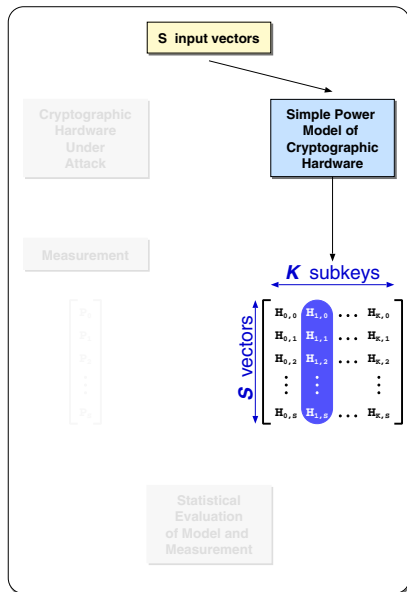 S input vectors
Cryptographic
Hardware
Under
Attack
Simple Power
Model of
Cryptographic
Hardware
Measurement
K subkeys
S vectors
H0,0 H1,0 ... HK,0
H0,1 H1,1 ... HK,1
H0,2 H1,2 ... HK,2
H0,S H1,S ... HK,S
Statistical
Evaluation
of Model and
Measurement